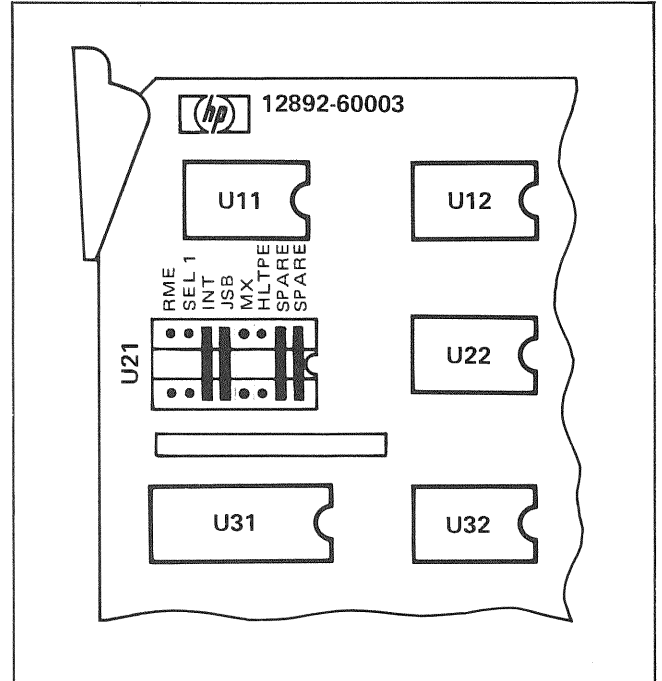 hp 12892-60003
U11
U12
RME
SEL 1
INT
JSB
MX
HLTPE
SPARE
SPARE
U21
U22
U31
U32